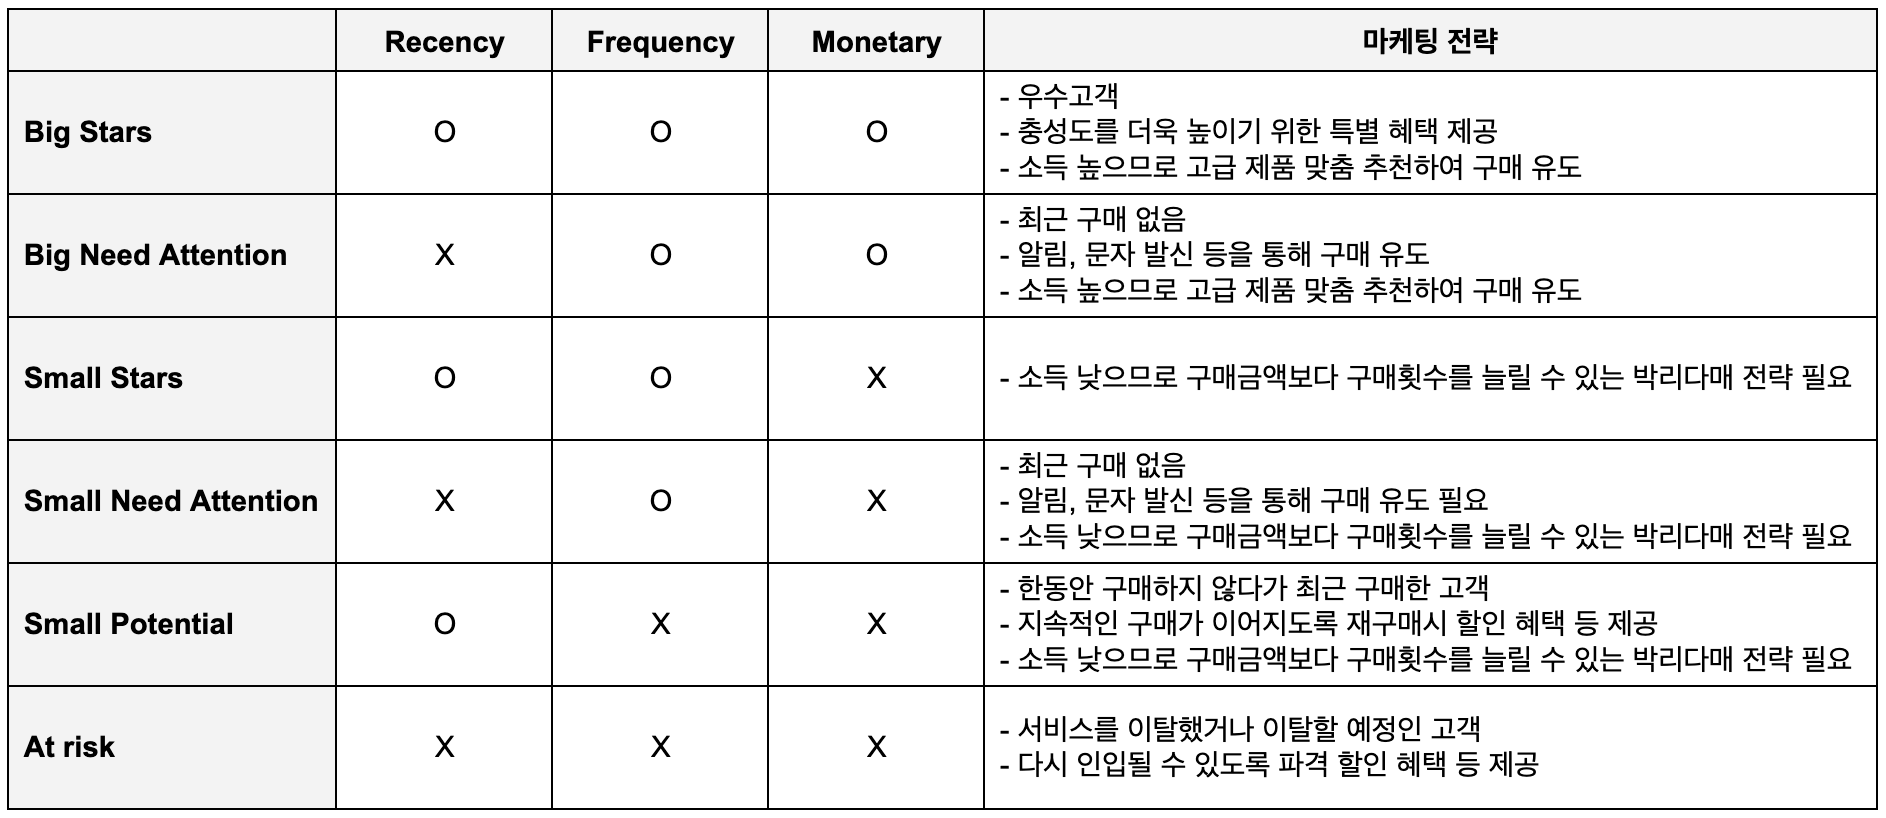 Recency Frequency Monetary 마케팅 전략
Big Stars O O O
- 우수고객
- 충성도를 더욱 높이기 위한 특별 혜택 제공
- 소득 높으므로 고급 제품 맞춤 추천하여 구매 유도
Big Need Attention X O O
- 최근 구매 없음
- 알림, 문자 발신 등을 통해 구매 유도
- 소득 높으므로 고급 제품 맞춤 추천하여 구매 유도
Small Stars O O X
- 소득 낮으므로 구매금액보다 구매횟수를 늘릴 수 있는 박리다매 전략 필요
Small Need Attention X O X
- 최근 구매 없음
- 알림, 문자 발신 등을 통해 구매 유도 필요
- 소득 낮으므로 구매금액보다 구매횟수를 늘릴 수 있는 박리다매 전략 필요
Small Potential O X X
- 한동안 구매하지 않다가 최근 구매한 고객
- 지속적인 구매가 이어지도록 재구매시 할인 혜택 등 제공
- 소득 낮으므로 구매금액보다 구매횟수를 늘릴 수 있는 박리다매 전략 필요
At risk X X X
- 서비스를 이탈했거나 이탈할 예정인 고객
- 다시 인입될 수 있도록 파격 할인 혜택 등 제공